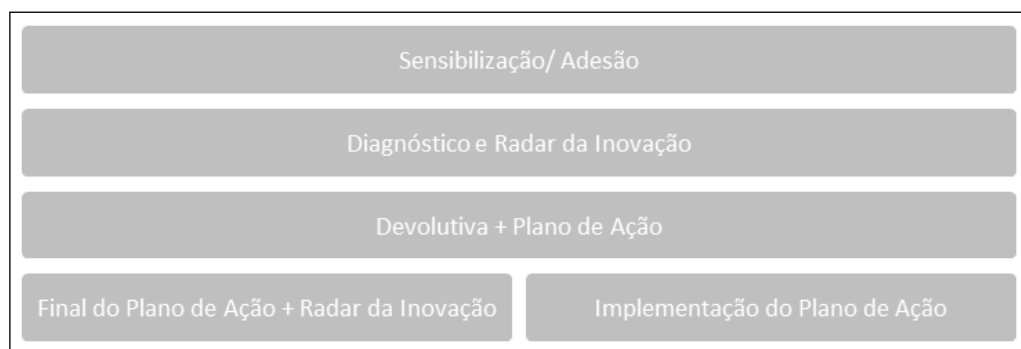 Sensibilização/ Adesão
Diagnóstico e Radar da Inovação
Devolutiva + Plano de Ação
Final do Plano de Ação + Radar da Inovação
Implementação do Plano de Ação